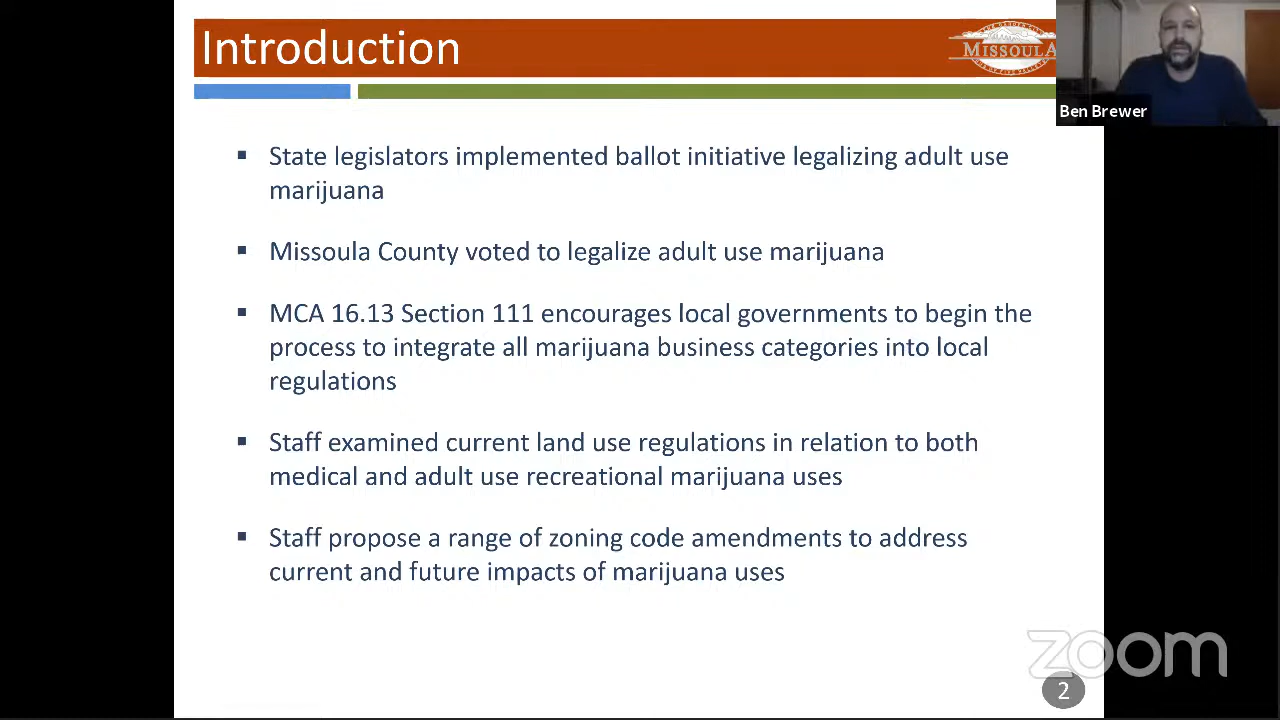 Introduction
MISSOULA
Ben Brewer
State legislators implemented ballot initiative legalizing adult use
marijuana
Missoula County voted to legalize adult use marijuana
MCA 16.13 Section 111 encourages local governments to begin the
process to integrate all marijuana business categories into local
regulations
Staff examined current land use regulations in relation to both
medical and adult use recreational marijuana uses
Staff propose a range of zoning code amendments to address
current and future impacts of marijuana uses
zoom
2